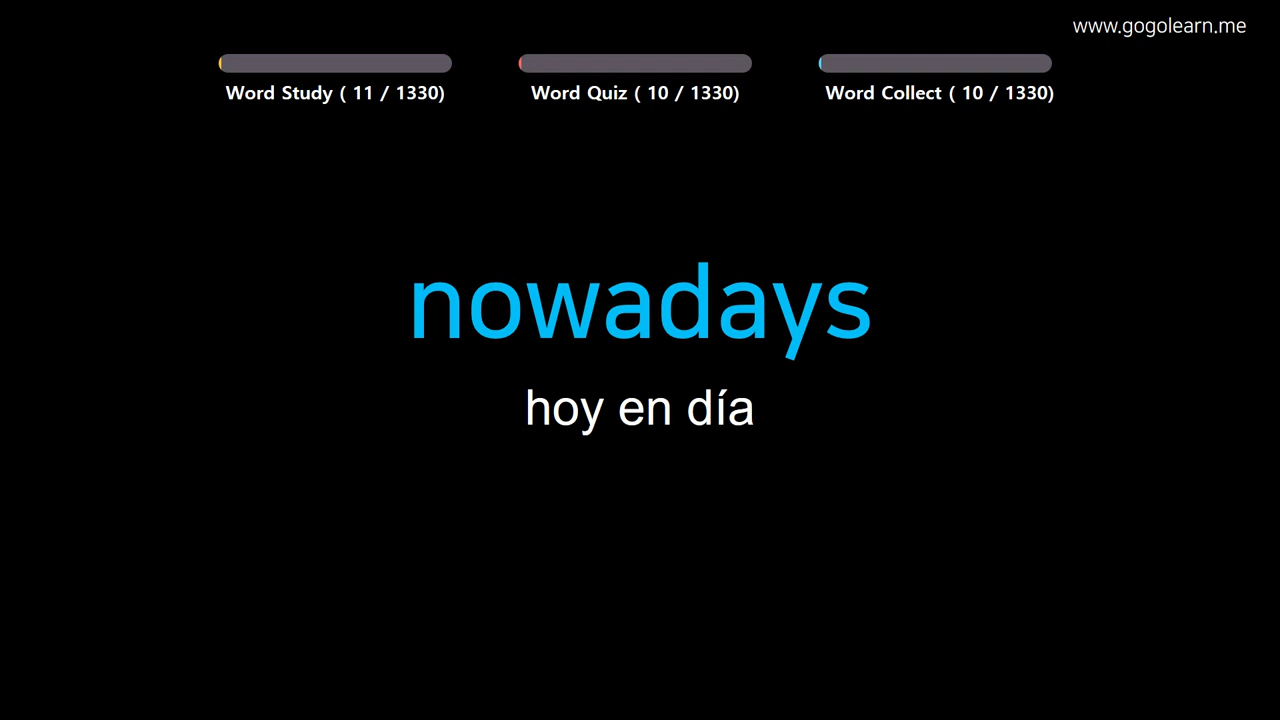 www.gogolearn.me
Word Study ( 11 / 1330)
Word Quiz ( 10 / 1330)
Word Collect ( 10 / 1330)
nowadays
hoy en día